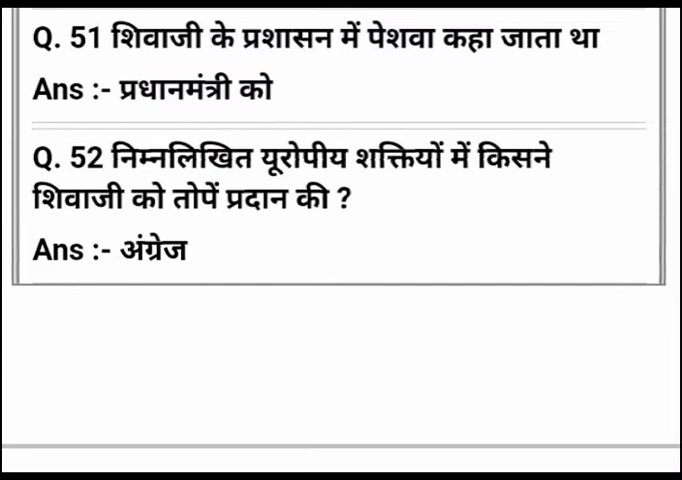 Q. 51 शिवाजी के प्रशासन में पेशवा कहा जाता था
Ans :- प्रधानमंत्री को
Q. 52 निम्नलिखित यूरोपीय शक्तियों में किसने
शिवाजी को तोपें प्रदान की ?
Ans :- अंग्रेज